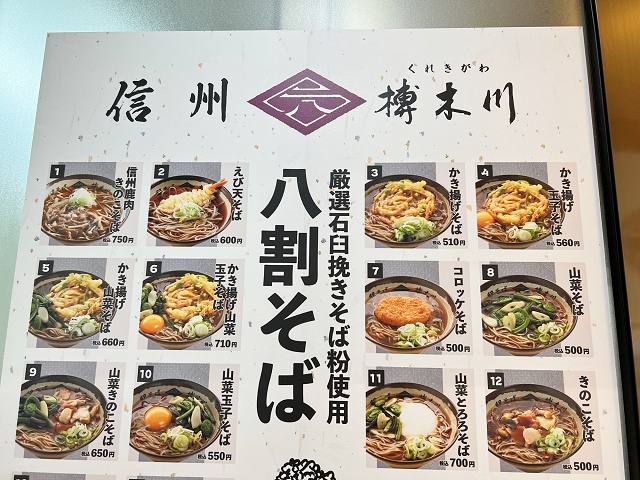 信州
榑木川
くれきがわ
厳選石臼挽きそば粉使用
八割そば
1
信州鹿肉
きのこそば
税込750円
2
えび天そば
税込600円
3
かき揚げそば
税込510円
4
かき揚げ
玉子そば
税込560円
5
かき揚げ
山菜そば
税込660円
6
かき揚げ山菜
玉子そば
税込710円
7
コロッケそば
税込500円
8
山菜そば
税込500円
9
山菜きのこそば
税込650円
10
山菜玉子そば
税込550円
11
山菜とろろそば
税込700円
12
きのこそば
税込500円